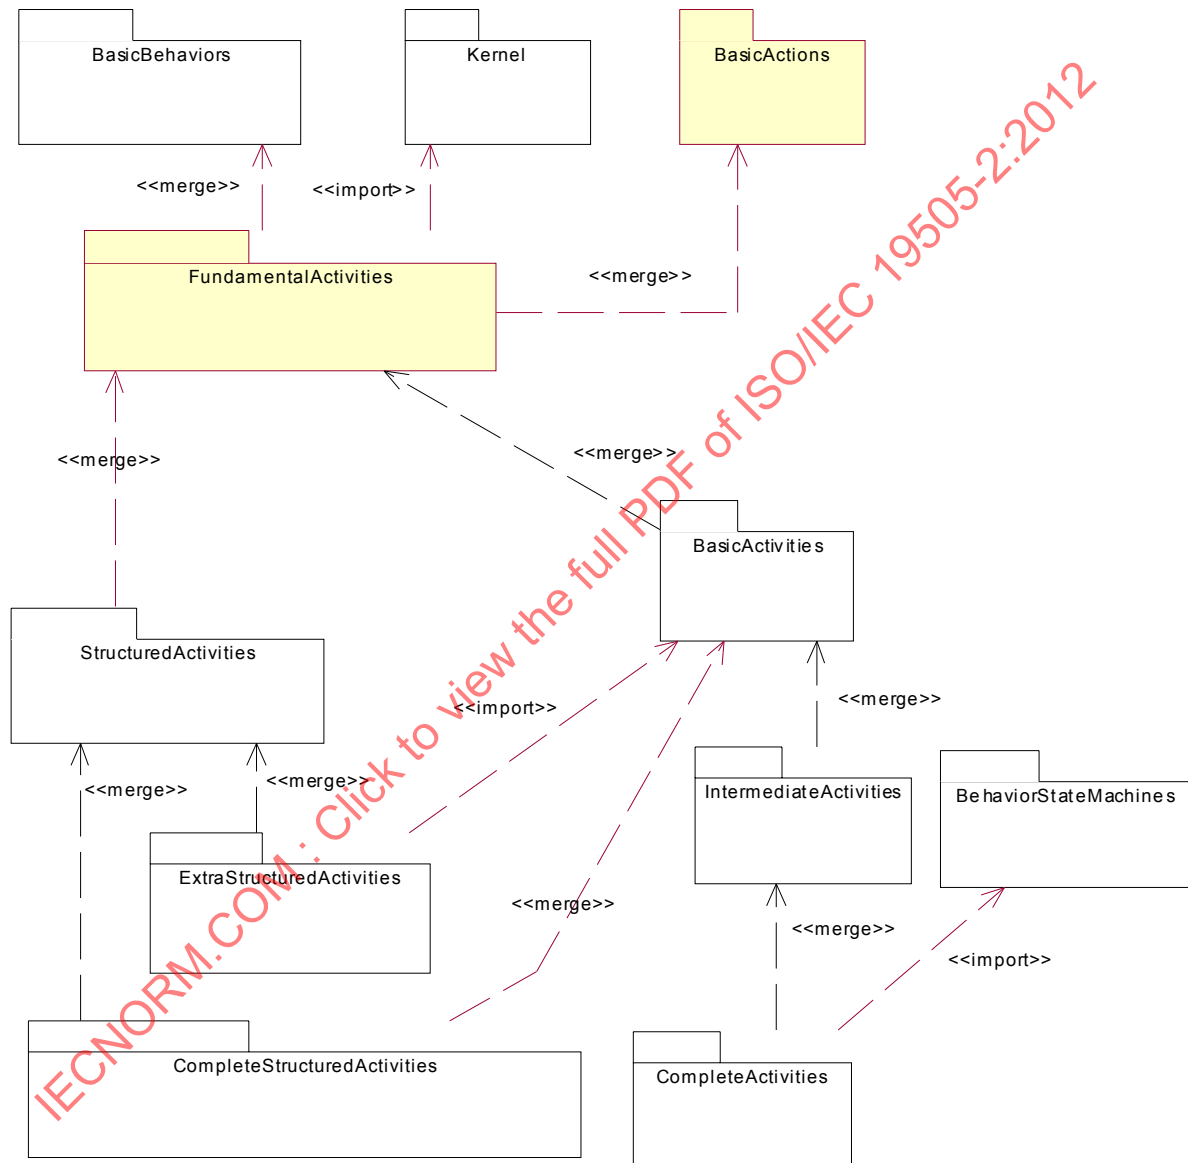 BasicBehaviors
Kernel
BasicActions
<<merge>>
<<import>>
<<merge>>
FundamentalActivities
<<merge>>
<<merge>>
BasicActivities
StructuredActivities
<<import>>
<<merge>>
<<merge>>
<<merge>>
IntermediateActivities
BehaviorStateMachines
ExtraStructuredActivities
<<merge>>
<<merge>>
<<import>>
CompleteStructuredActivities
CompleteActivities
IECNORM.COM : Click to view the full PDF of ISO/IEC 19505-2:2012